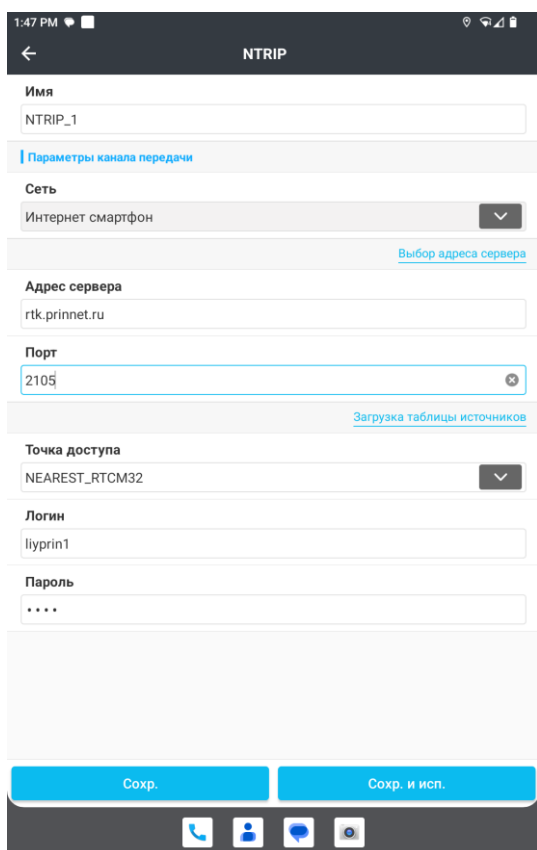 1:47 PM
NTRIP
Имя
NTRIP_1
Параметры канала передачи
Сеть
Интернет смартфон
Выбор адреса сервера
Адрес сервера
rtk.prinnet.ru
Порт
2105
Загрузка таблицы источников
Точка доступа
NEAREST_RTCM32
Логин
liyprin1
Пароль
••••
Сохр.
Сохр. и исп.